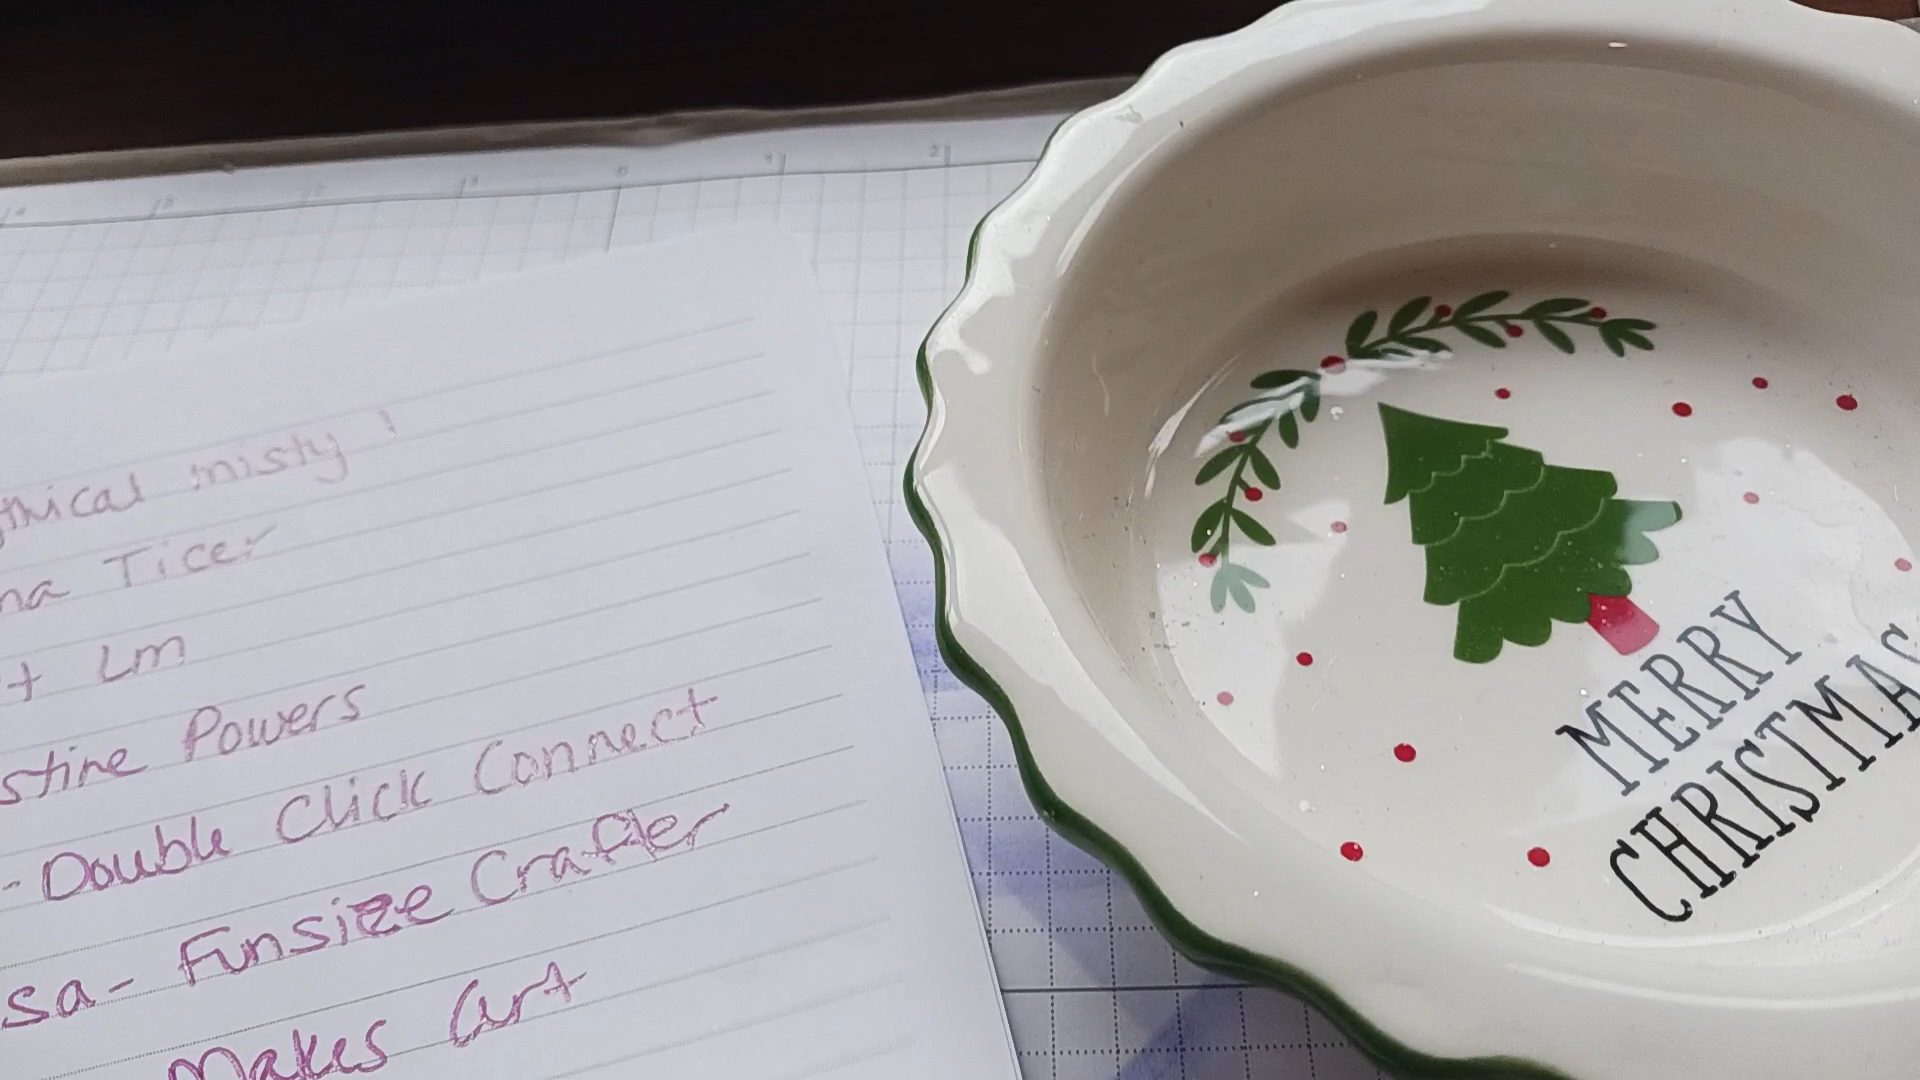 thical misty !
na Ticer
+ Lm
stine Powers
- Double Click Connect
sa - Funsize Crafter
Makes Art
MERRY
CHRISTMAS